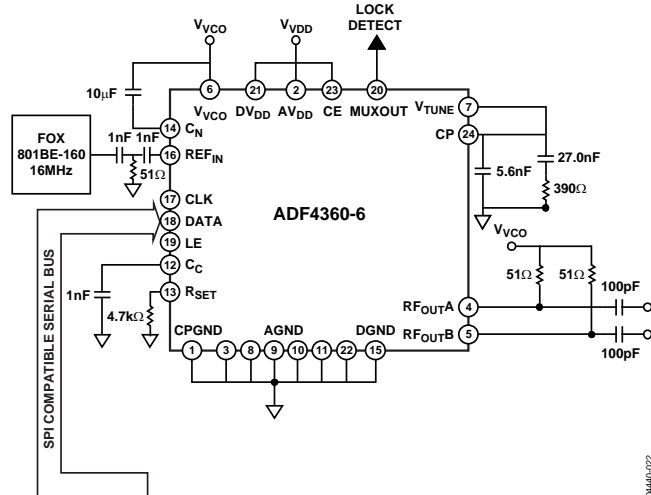 LOCK
DETECT
VVCO
VVDD
6
21
2
23
20
VVCO
DVDD
AVDD
CE
MUXOUT
10µF
14
CN
VTUNE
7
CP
24
FOX
801BE-160
16MHz
1nF
1nF
16
REFIN
51Ω
5.6nF
27.0nF
390Ω
17
CLK
18
DATA
19
LE
ADF4360-6
12
CC
13
RSET
1nF
4.7kΩ
VVCO
51Ω
51Ω
100pF
RFOUTA
4
RFOUTB
5
100pF
CPGND
AGND
DGND
1
3
8
9
10
11
22
15
SPI COMPATIBLE SERIAL BUS
04440-022